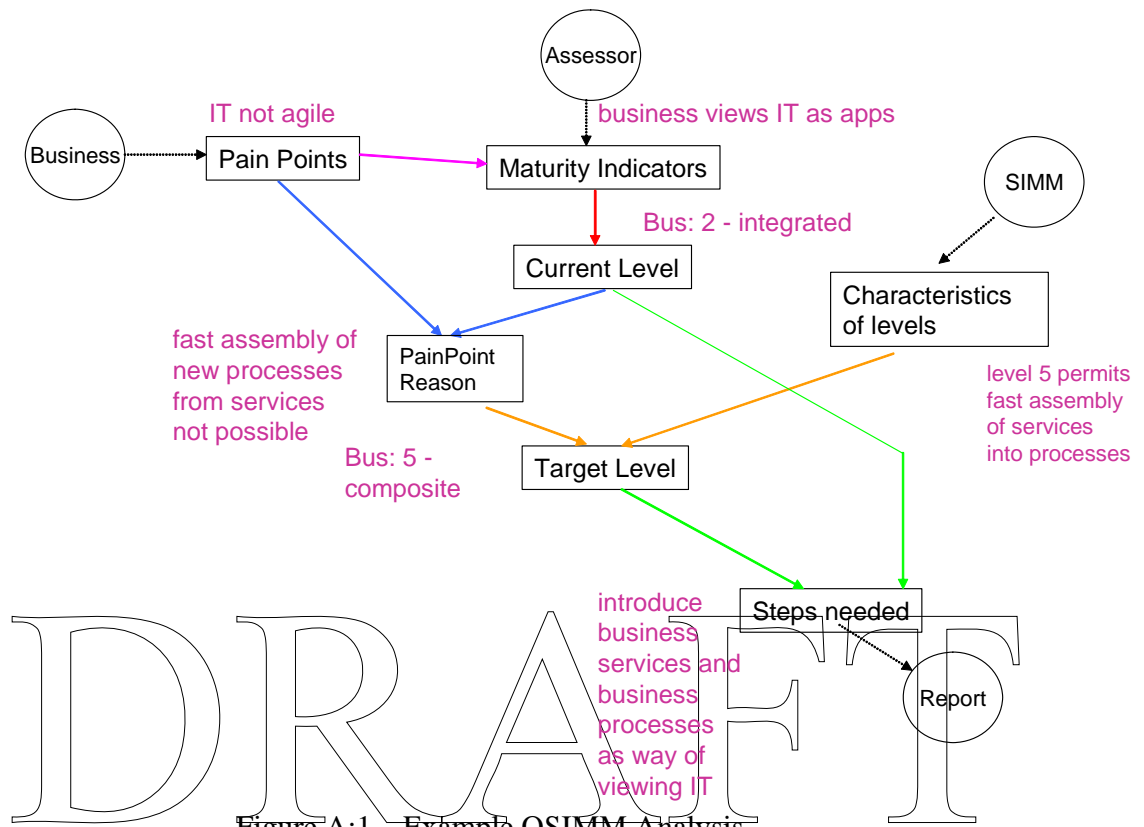 Assessor
IT not agile
business views IT as apps
Business
Pain Points
Maturity Indicators
SIMM
Bus: 2 - integrated
Current Level
Characteristics
of levels
fast assembly of
new processes
from services
not possible
PainPoint
Reason
level 5 permits
fast assembly
of services
into processes
Bus: 5 -
composite
Target Level
Steps needed
introduce
business
services and
business
processes
as way of
viewing IT
Report
DRAFT
Figure A:1 Example OSIMM Analysis